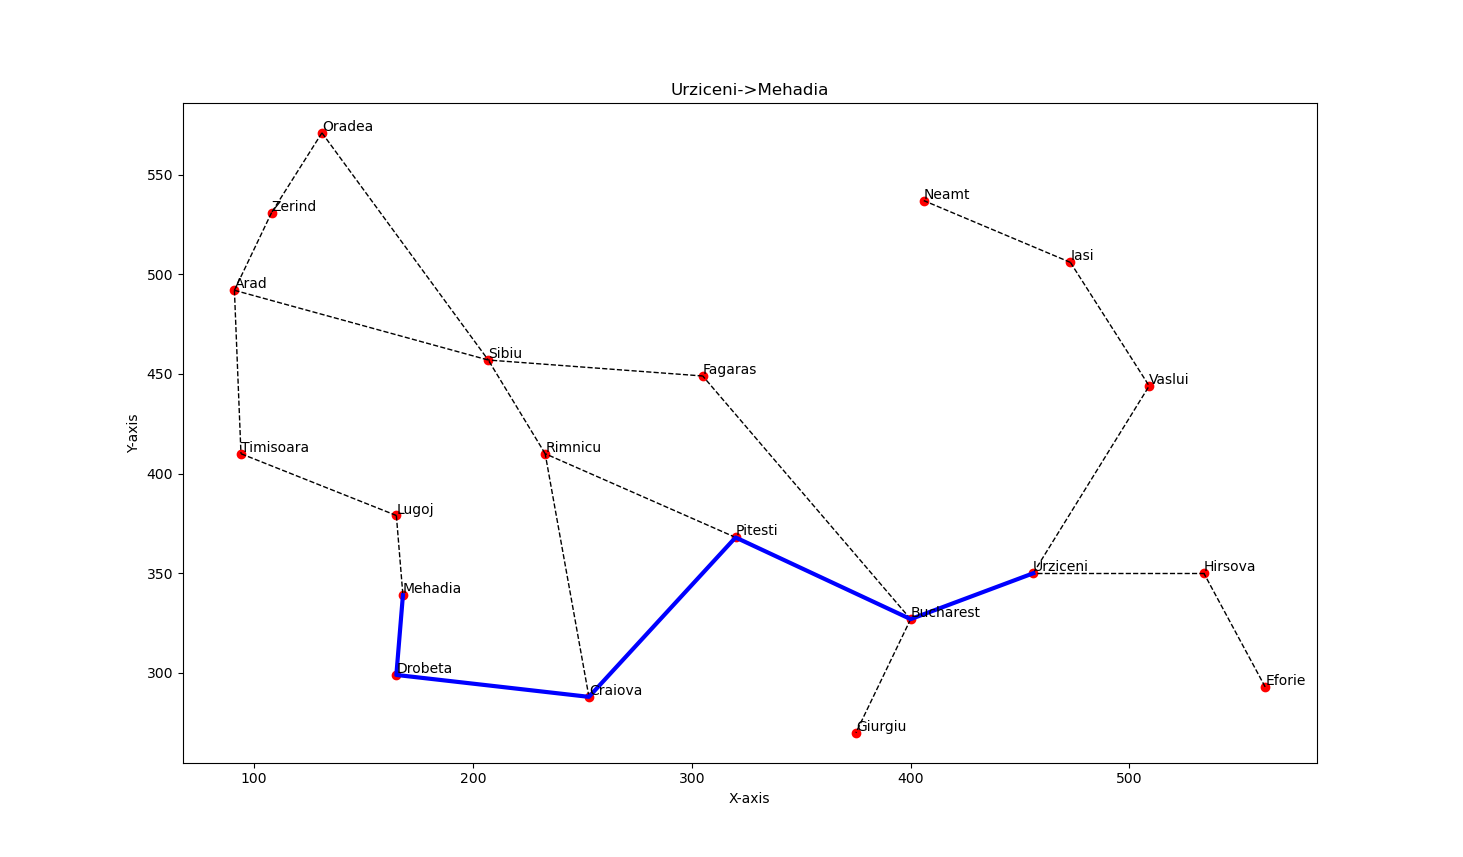 Urziceni->Mehadia
Oradea
550
Neamt
Zerind
Jasi
500
Arad
Sibiu
450
Fagaras
Vaslui
Y-axis
Timisoara
Rimnicu
400
Lugoj
Pitesti
350
Urziceni
Hirsova
Mehadia
Bucharest
300
Drobeta
Eforie
Craiova
Giurgiu
100 200 300 400 500
X-axis